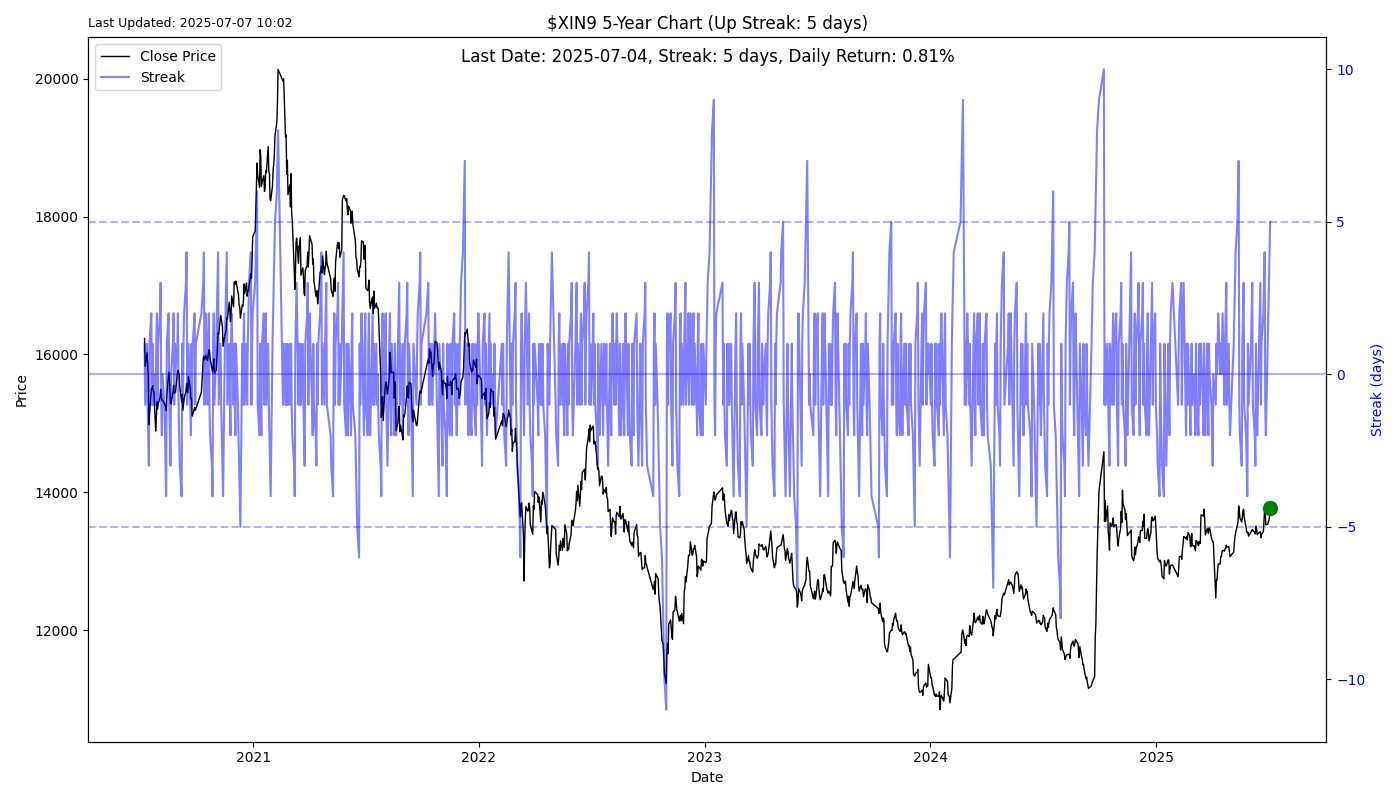 Last Updated: 2025-07-07 10:02
$XIN9 5-Year Chart (Up Streak: 5 days)
Last Date: 2025-07-04, Streak: 5 days, Daily Return: 0.81%
Close Price
Streak
20000
18000
16000
14000
12000
Price
10
5
0
−5
−10
Streak (days)
2021
2022
2023
2024
2025
Date